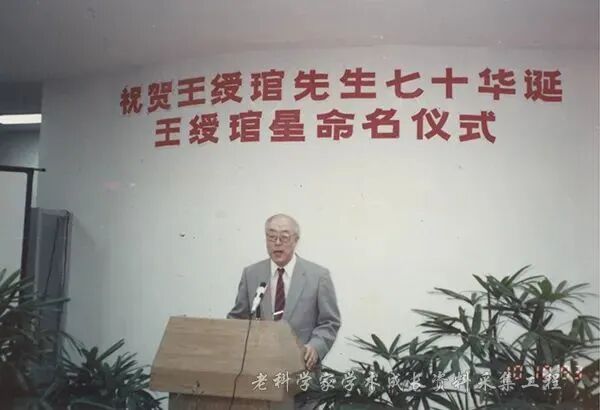 祝贺王绶琯先生七十华诞
王绶琯星命名仪式
老科学家学术成长资料采集工程